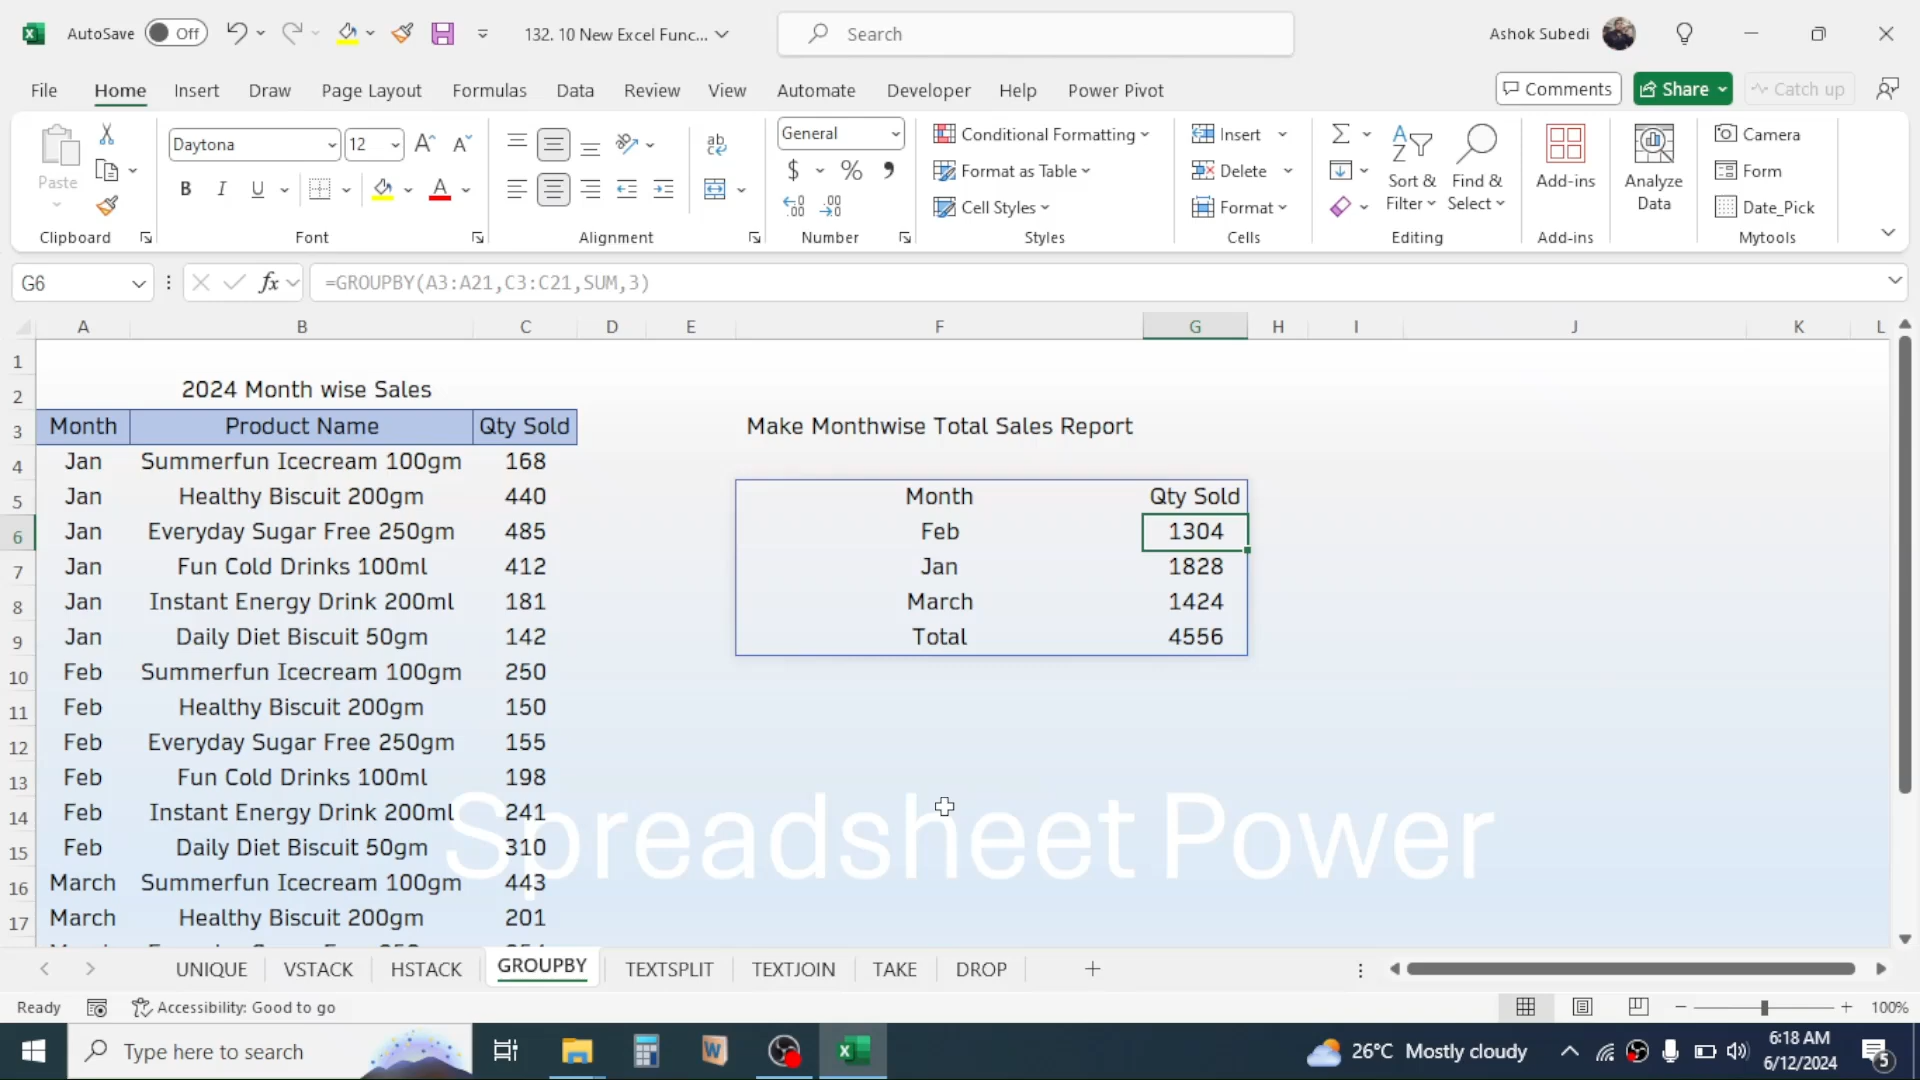 AutoSave Off 132. 10 New Excel Func... Search Ashok Subedi
File Home Insert Draw Page Layout Formulas Data Review View Automate Developer Help Power Pivot Comments Share Catch up
Paste
Clipboard
Daytona 12
B I U A
Font
ab
Alignment
General
$ %
Number
Conditional Formatting
Format as Table
Cell Styles
Styles
Insert
Delete
Format
Cells
Sort & Filter
Find & Select
Editing
Add-ins
Add-ins
Analyze Data
Camera
Form
Date_Pick
Mytools
G6 fx =GROUPBY(A3:A21,C3:C21,SUM,3)
A B C D E F G H I J K L
1
2 2024 Month wise Sales
3 Month Product Name Qty Sold Make Monthwise Total Sales Report
4 Jan Summerfun Icecream 100gm 168
5 Jan Healthy Biscuit 200gm 440 Month Qty Sold
6 Jan Everyday Sugar Free 250gm 485 Feb 1304
7 Jan Fun Cold Drinks 100ml 412 Jan 1828
8 Jan Instant Energy Drink 200ml 181 March 1424
9 Jan Daily Diet Biscuit 50gm 142 Total 4556
10 Feb Summerfun Icecream 100gm 250
11 Feb Healthy Biscuit 200gm 150
12 Feb Everyday Sugar Free 250gm 155
13 Feb Fun Cold Drinks 100ml 198
14 Feb Instant Energy Drink 200ml 241
15 Feb Daily Diet Biscuit 50gm 310
Spreadsheet Power
16 March Summerfun Icecream 100gm 443
17 March Healthy Biscuit 200gm 201
UNIQUE VSTACK HSTACK GROUPBY TEXTSPLIT TEXTJOIN TAKE DROP
Ready Accessibility: Good to go 100%
Type here to search 26°C Mostly cloudy 6:18 AM
6/12/2024 5